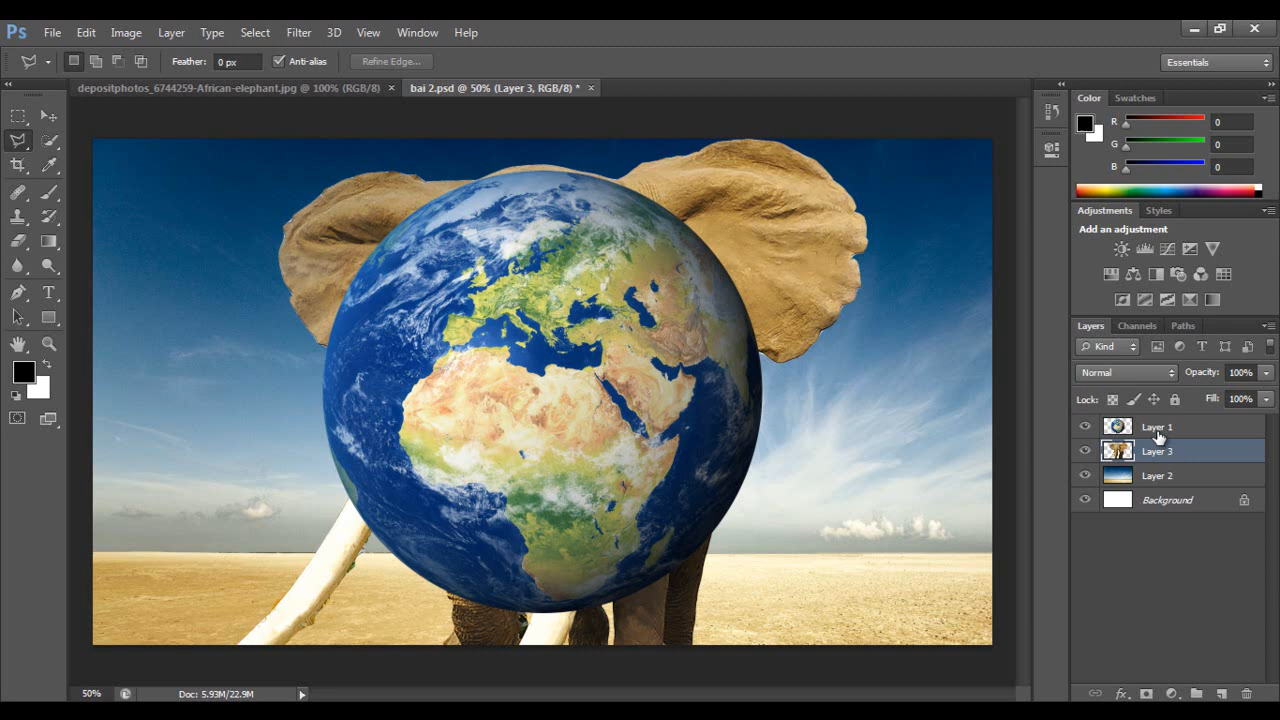 Ps File Edit Image Layer Type Select Filter 3D View Window Help
Feather: 0 px Anti-alias Refine Edge... Essentials
depositphotos_6744259-African-elephant.jpg @ 100% (RGB/8) × bai 2.psd @ 50% (Layer 3, RGB/8) * ×
Color Swatches
R 0
G 0
B 0
Adjustments Styles
Add an adjustment
Layers Channels Paths
Kind
Normal Opacity: 100%
Lock: Fill: 100%
Layer 1
Layer 3
Layer 2
Background
50% Doc: 5.93M/22.9M